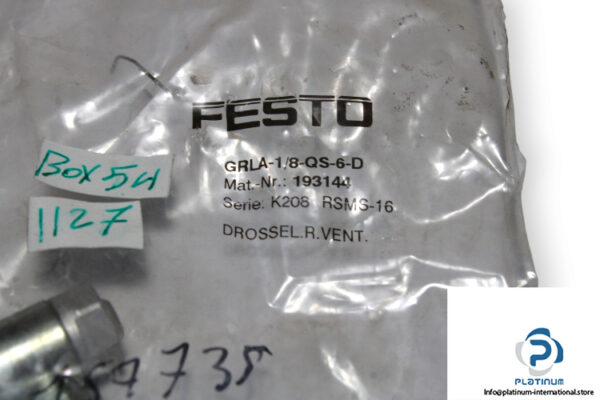 FESTO
GRLA-1/8-QS-6-D
Mat.-Nr.: 193144
Serie: K208 RSMS-16
DROSSEL.R.VENT.
BOX 54
1127
59735
PLATINUM
info@platinum-international.store